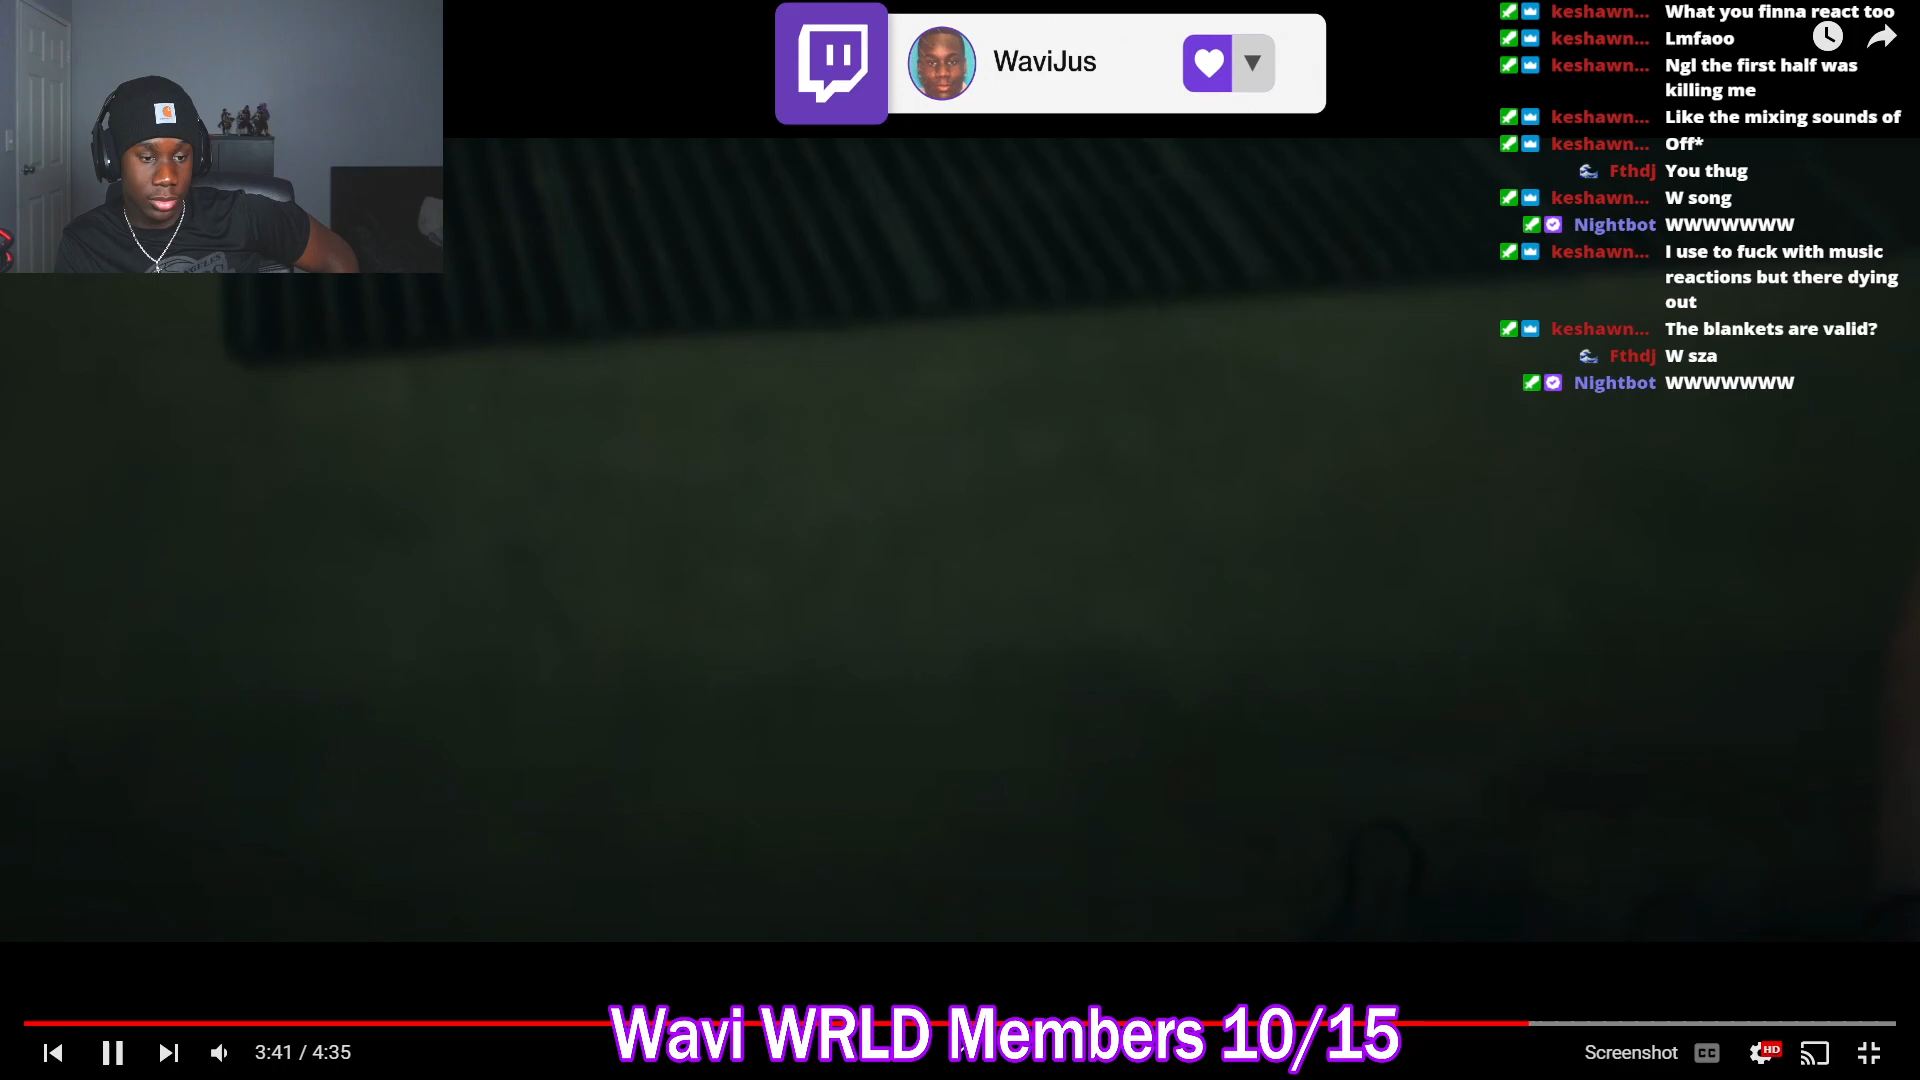 WaviJus
keshawn... What you finna react too
keshawn... Lmfaoo
keshawn... Ngl the first half was
killing me
keshawn... Like the mixing sounds of
keshawn... Off*
Fthdj You thug
keshawn... W song
Nightbot WWWWWWW
keshawn... I use to fuck with music
reactions but there dying
out
keshawn... The blankets are valid?
Fthdj W sza
Nightbot WWWWWWW
Wavi WRLD Members 10/15
3:41 / 4:35
Screenshot
CC
HD